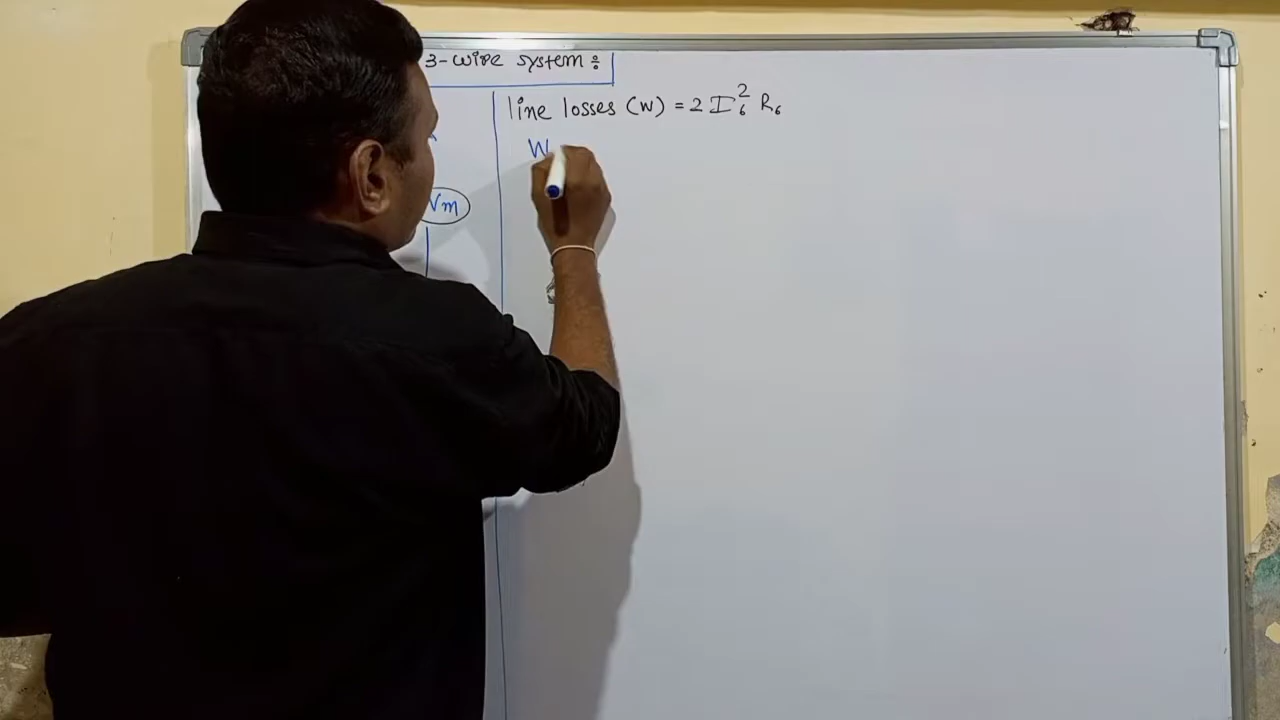 3-wire system:
line losses (W) = 2 I₆² R₆
W
Vm